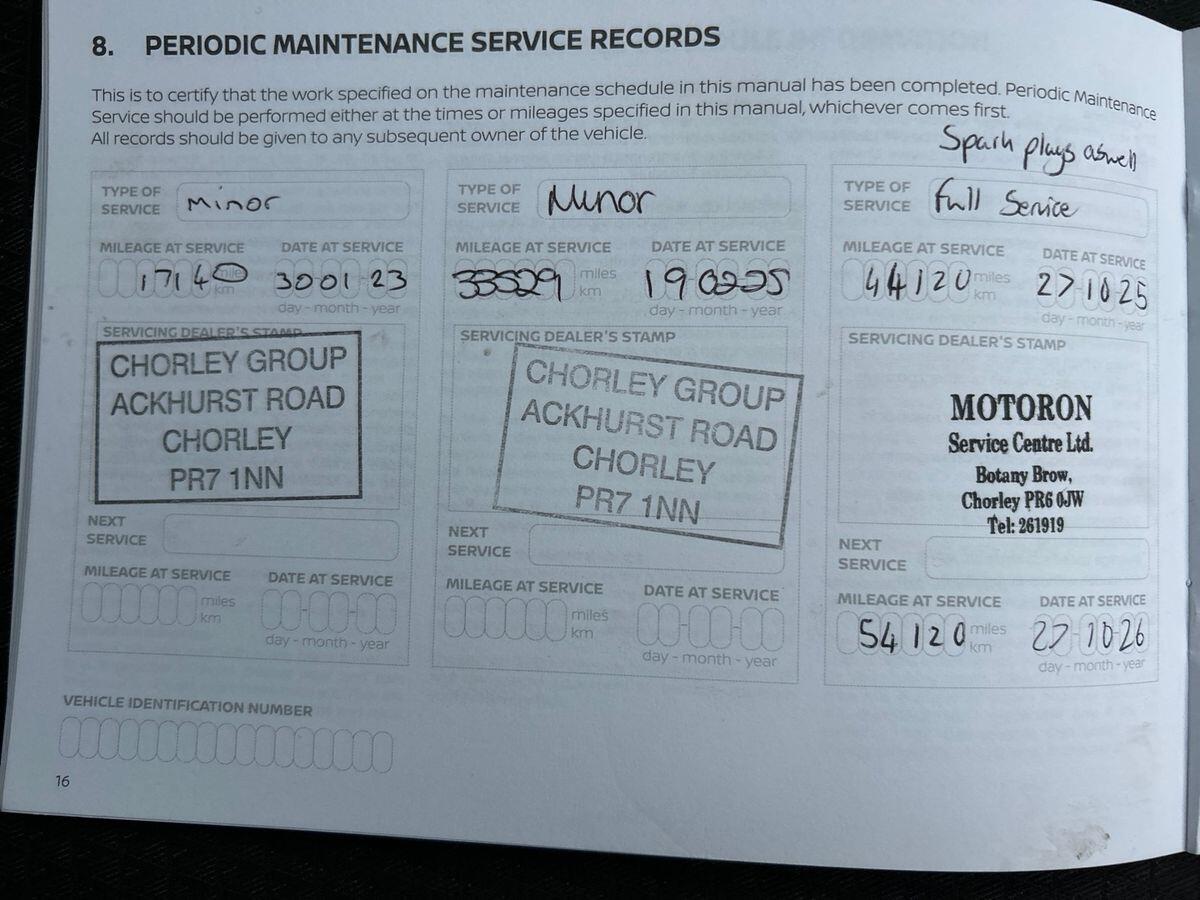 8. PERIODIC MAINTENANCE SERVICE RECORDS
This is to certify that the work specified on the maintenance schedule in this manual has been completed. Periodic Maintenance
Service should be performed either at the times or mileages specified in this manual, whichever comes first.
All records should be given to any subsequent owner of the vehicle.
TYPE OF
SERVICE
Minor
MILEAGE AT SERVICE
DATE AT SERVICE
17140 miles
km
30 01 23
day - month - year
SERVICING DEALER'S STAMP
CHORLEY GROUP
ACKHURST ROAD
CHORLEY
PR7 1NN
NEXT
SERVICE
MILEAGE AT SERVICE
DATE AT SERVICE
miles
km
day - month - year
TYPE OF
SERVICE
Minor
MILEAGE AT SERVICE
DATE AT SERVICE
33529 miles
km
19 02 25
day - month - year
SERVICING DEALER'S STAMP
CHORLEY GROUP
ACKHURST ROAD
CHORLEY
PR7 1NN
NEXT
SERVICE
MILEAGE AT SERVICE
DATE AT SERVICE
miles
km
day - month - year
Spark plugs aswell
TYPE OF
SERVICE
Full Service
MILEAGE AT SERVICE
DATE AT SERVICE
44120 miles
km
27 10 25
day - month - year
SERVICING DEALER'S STAMP
MOTORON
Service Centre Ltd.
Botany Brow,
Chorley PR6 0JW
Tel: 261919
NEXT
SERVICE
MILEAGE AT SERVICE
DATE AT SERVICE
54120 miles
km
27 10 26
day - month - year
VEHICLE IDENTIFICATION NUMBER
16